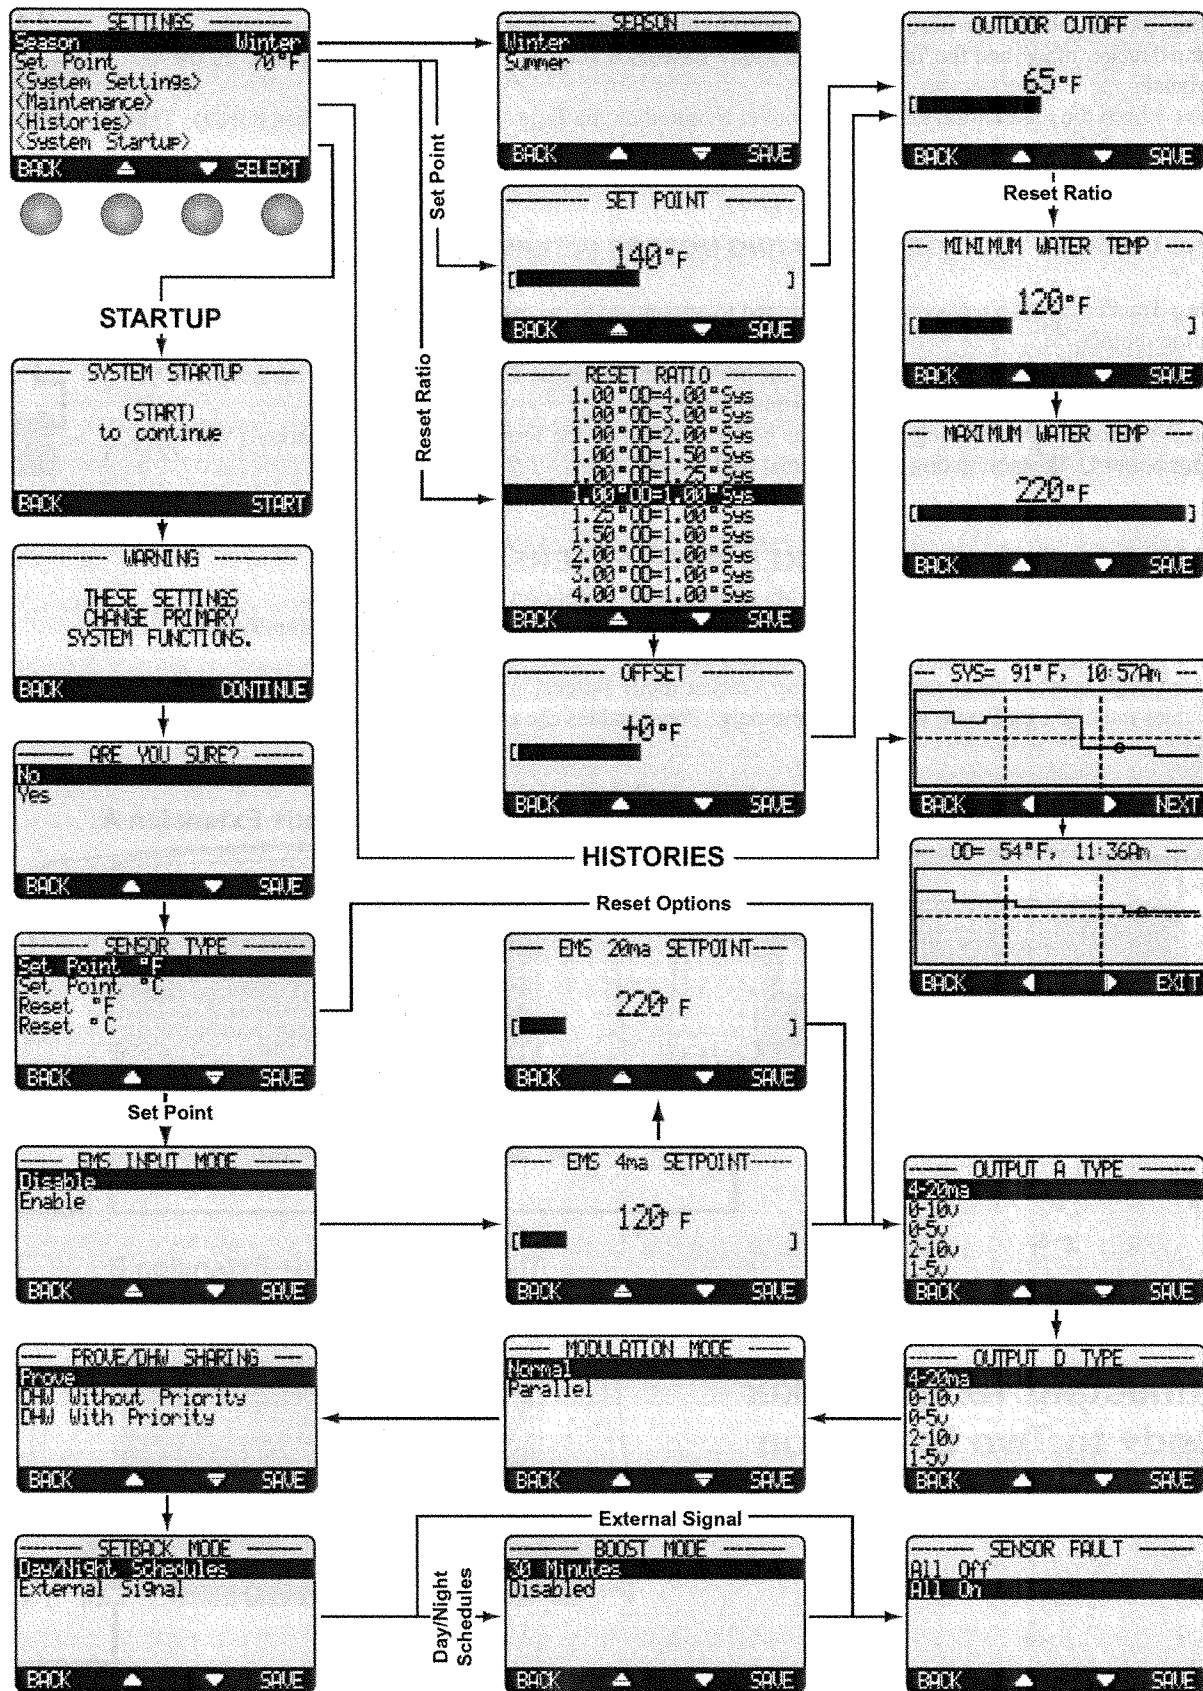 SETTINGS
Season Winter
Set Point 70°F
<System Settings>
<Maintenance>
<Histories>
<System Startup>
BACK SELECT
SEASON
Winter
Summer
BACK SAVE
OUTDOOR CUTOFF
65°F
[
BACK SAVE
Set Point
SET POINT
140°F
[ ]
BACK SAVE
Reset Ratio
MINIMUM WATER TEMP
120°F
[ ]
BACK SAVE
STARTUP
SYSTEM STARTUP
(START)
to continue
BACK START
Reset Ratio
RESET RATIO
1.00°OD=4.00°Sys
1.00°OD=3.00°Sys
1.00°OD=2.00°Sys
1.00°OD=1.50°Sys
1.00°OD=1.25°Sys
1.00°OD=1.00°Sys
1.25°OD=1.00°Sys
1.50°OD=1.00°Sys
2.00°OD=1.00°Sys
3.00°OD=1.00°Sys
4.00°OD=1.00°Sys
BACK SAVE
MAXIMUM WATER TEMP
220°F
[ ]
BACK SAVE
WARNING
THESE SETTINGS
CHANGE PRIMARY
SYSTEM FUNCTIONS.
BACK CONTINUE
OFFSET
+0°F
[
BACK SAVE
SYS= 91°F, 10:57Am
BACK NEXT
ARE YOU SURE?
No
Yes
BACK SAVE
HISTORIES
OD= 54°F, 11:36Am
BACK EXIT
Reset Options
SENSOR TYPE
Set Point °F
Set Point °C
Reset °F
Reset °C
BACK SAVE
EMS 20ma SETPOINT
220° F
[ ]
BACK SAVE
Set Point
EMS INPUT MODE
Disable
Enable
BACK SAVE
EMS 4ma SETPOINT
120° F
[ ]
BACK SAVE
OUTPUT A TYPE
4-20ma
0-10v
0-5v
2-10v
1-5v
BACK SAVE
PROVE/DHW SHARING
Prove
DHW Without Priority
DHW With Priority
BACK SAVE
MODULATION MODE
Normal
Parallel
BACK SAVE
OUTPUT D TYPE
4-20ma
0-10v
0-5v
2-10v
1-5v
BACK SAVE
External Signal
SETBACK MODE
Day/Night Schedules
External Signal
BACK SAVE
Day/Night
Schedules
BOOST MODE
30 Minutes
Disabled
BACK SAVE
SENSOR FAULT
All Off
All On
BACK SAVE